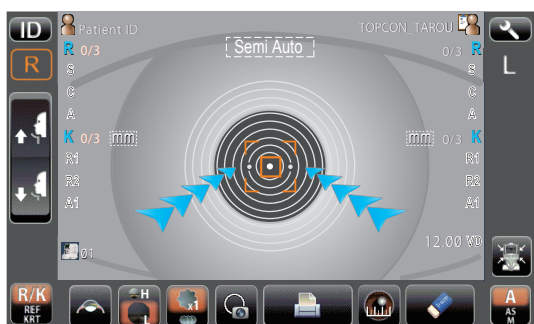 ID
Patient ID
TOPCON_TAROU
R
R 0/3
Semi Auto
0/3 R
L
S
S
C
C
A
A
K 0/3 mm
mm 0/3 K
R1
R1
R2
R2
A1
A1
01
12.00 VD
R/K
REF
KRT
H
L
x1
A
AS
M